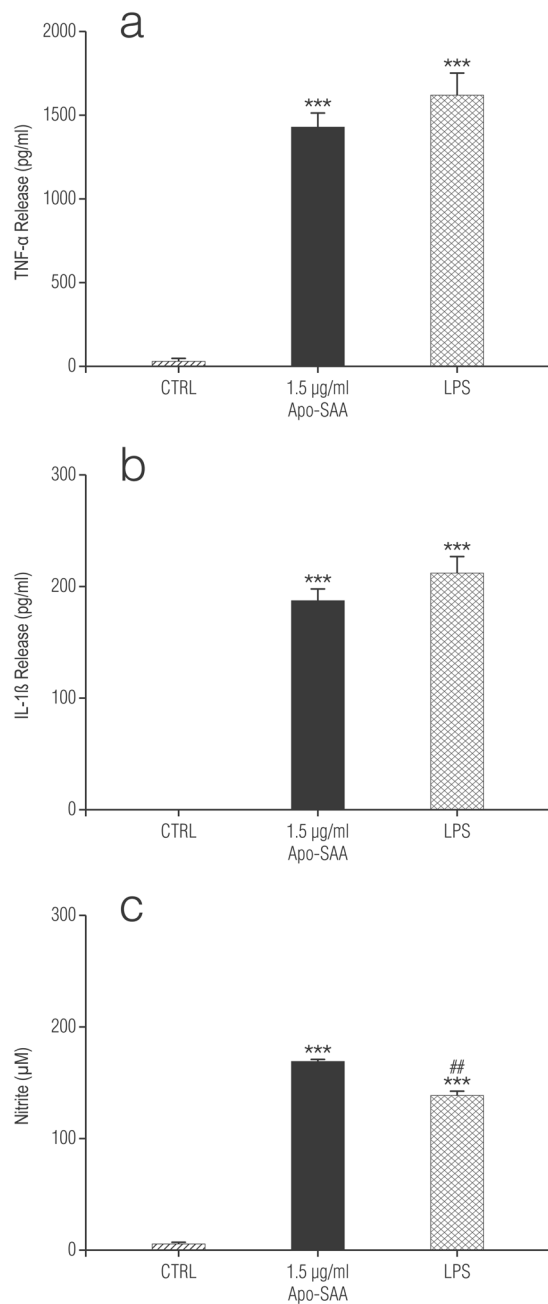 a
2000
1500
1000
500
0
TNF-α Release (pg/ml)
***
***
CTRL
1.5 µg/ml
Apo-SAA
LPS
b
300
200
100
0
IL-1ß Release (pg/ml)
***
***
CTRL
1.5 µg/ml
Apo-SAA
LPS
c
300
200
100
0
Nitrite (µM)
***
##
***
CTRL
1.5 µg/ml
Apo-SAA
LPS